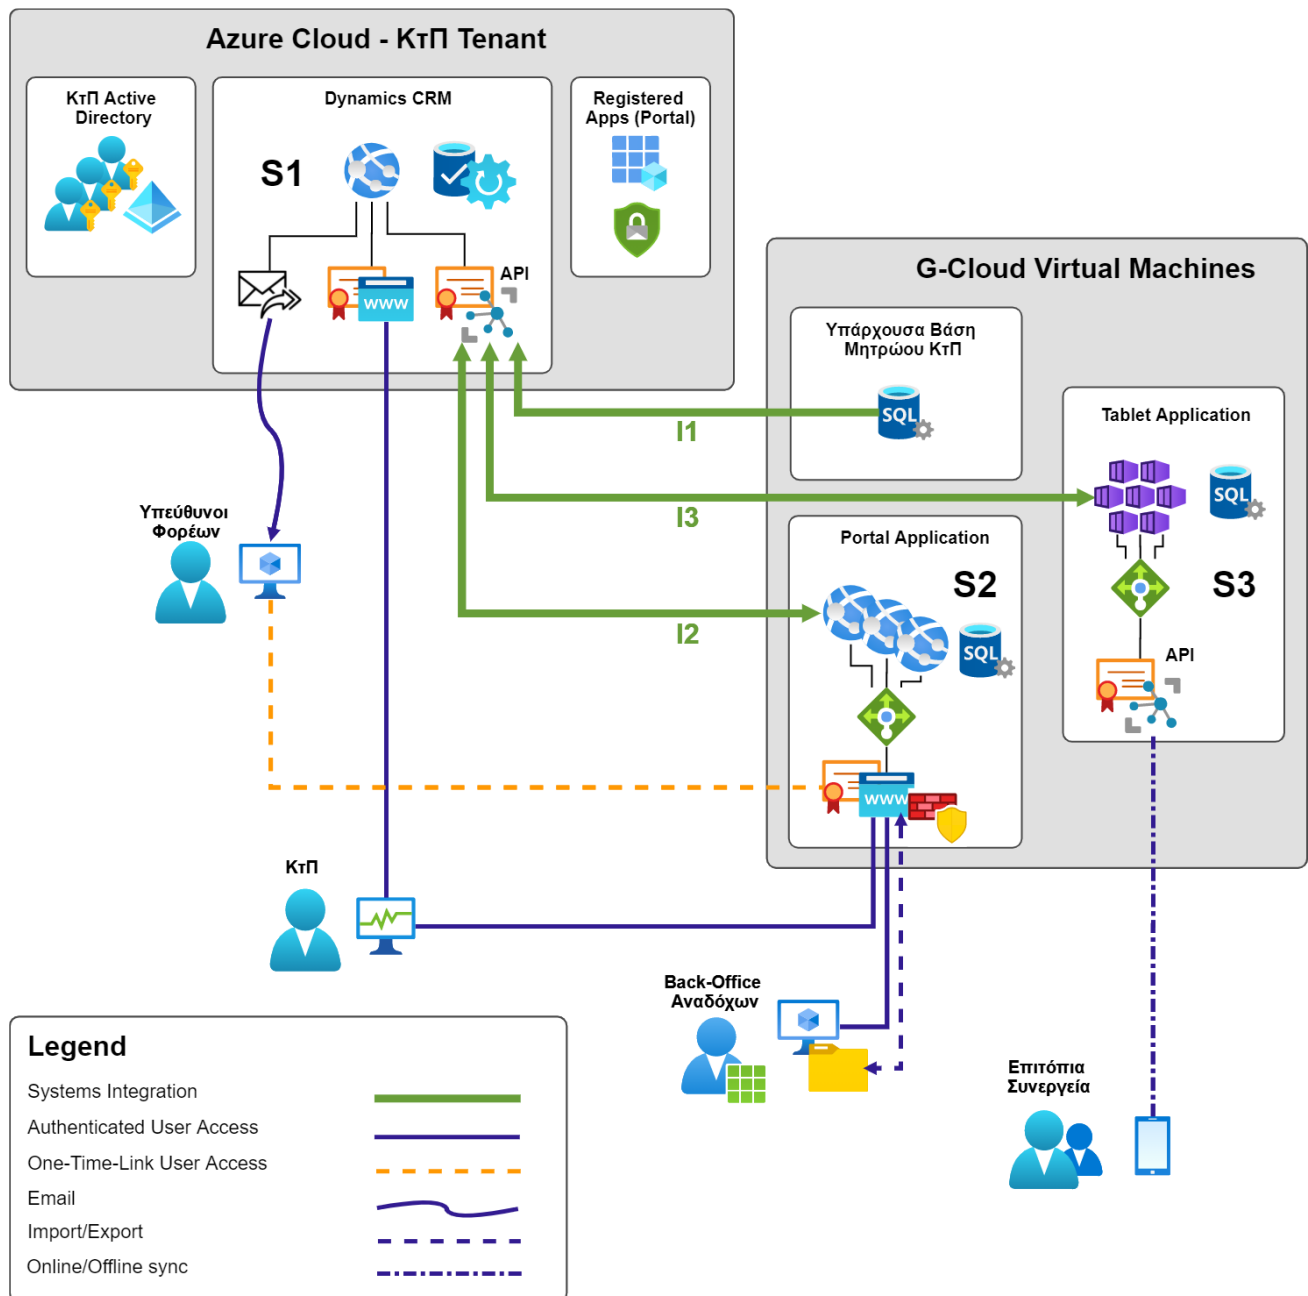 Azure Cloud - ΚτΠ Tenant
ΚτΠ Active
Directory
Dynamics CRM
S1
API
www
Registered
Apps (Portal)
G-Cloud Virtual Machines
Υπάρχουσα Βάση
Μητρώου ΚτΠ
SQL
I1
Tablet Application
SQL
S3
API
I3
Portal Application
S2
SQL
www
I2
Υπεύθυνοι
Φορέων
ΚτΠ
Back-Office
Αναδόχων
Επιτόπια
Συνεργεία
Legend
Systems Integration
Authenticated User Access
One-Time-Link User Access
Email
Import/Export
Online/Offline sync